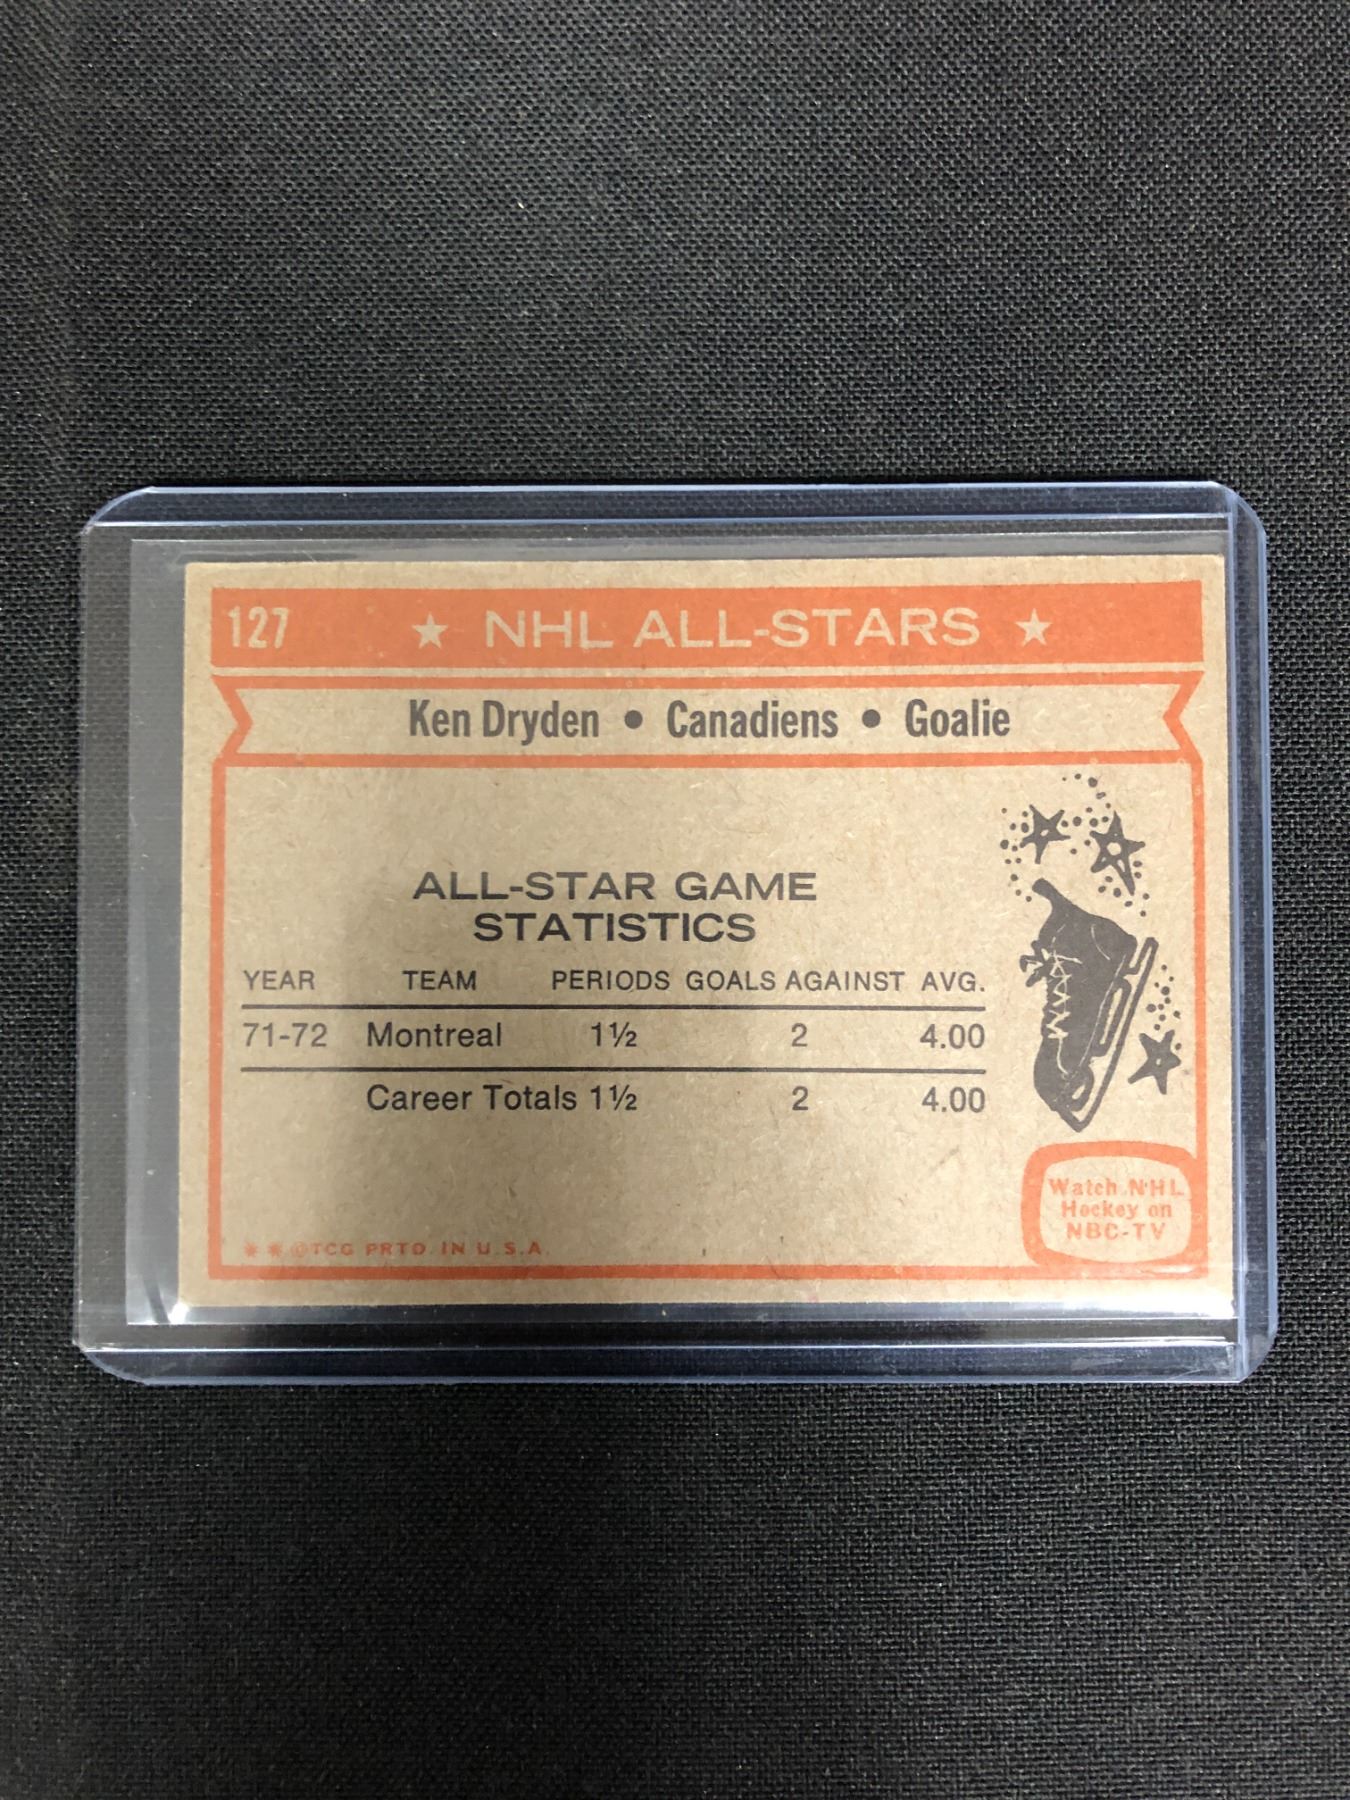 127 ★ NHL ALL-STARS ★
Ken Dryden • Canadiens • Goalie
ALL-STAR GAME
STATISTICS
YEAR TEAM PERIODS GOALS AGAINST AVG.
71-72 Montreal 1½ 2 4.00
Career Totals 1½ 2 4.00
Watch NHL
Hockey on
NBC-TV
✱ ✱ ©TCG PRTD. IN U.S.A.